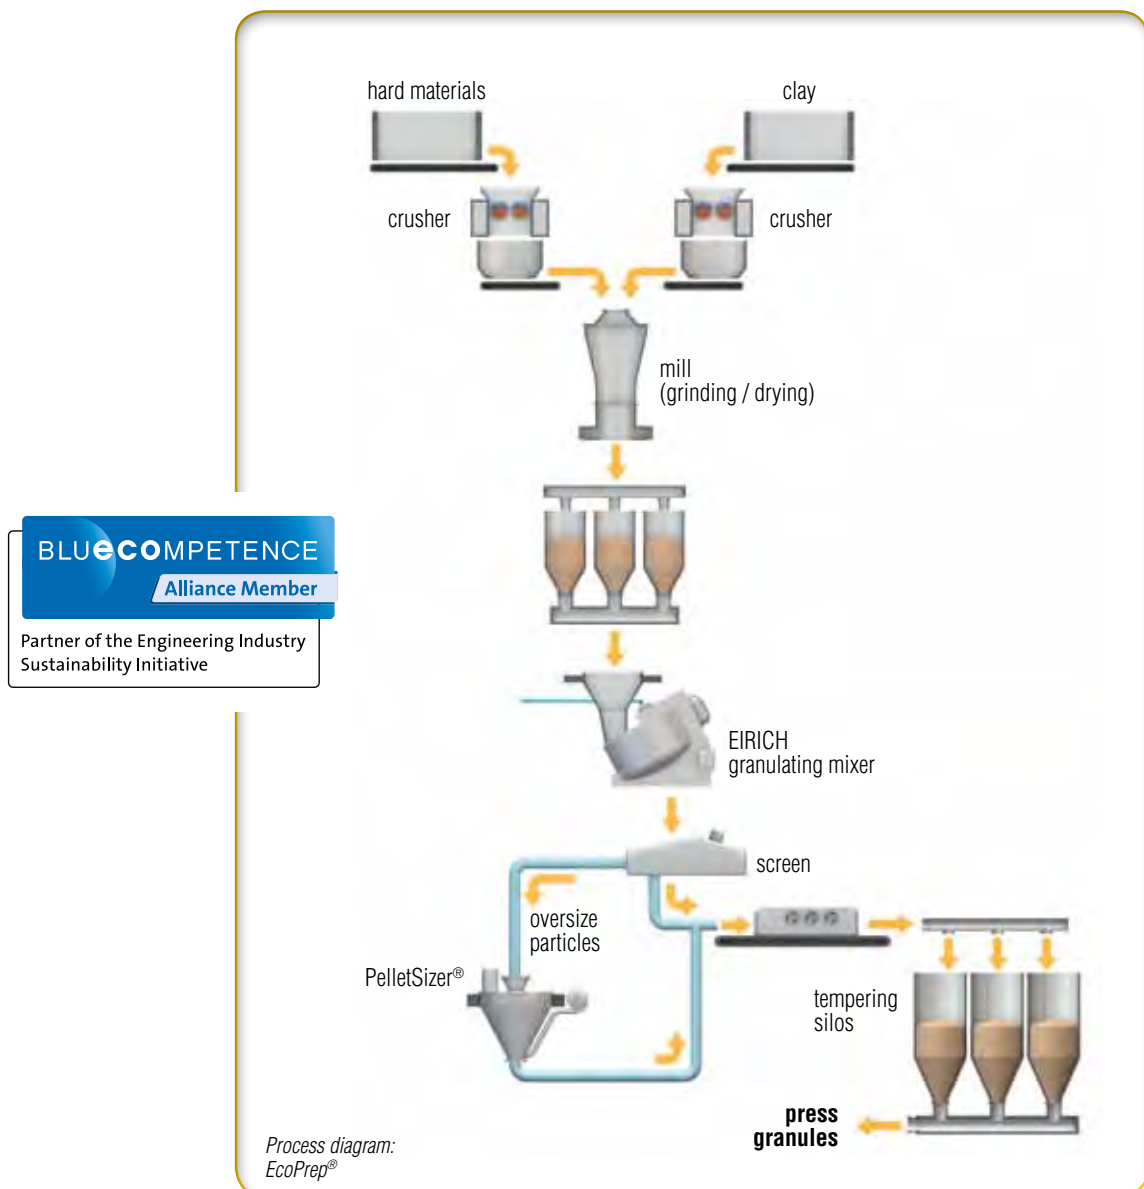 hard materials
clay
crusher
crusher
mill
(grinding / drying)
BLUeCOMPETENCE
Alliance Member
Partner of the Engineering Industry
Sustainability Initiative
EIRICH
granulating mixer
screen
oversize
particles
PelletSizer®
tempering
silos
press
granules
Process diagram:
EcoPrep®